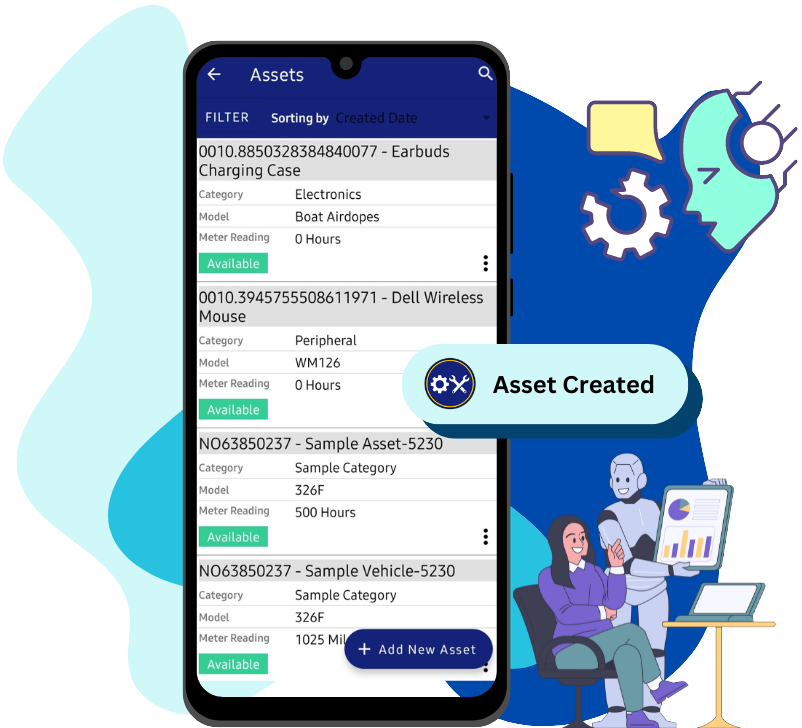 Assets
FILTER Sorting by Created Date
0010.8850328384840077 - Earbuds
Charging Case
Category Electronics
Model Boat Airdopes
Meter Reading 0 Hours
Available
0010.3945755508611971 - Dell Wireless
Mouse
Category Peripheral
Model WM126
Meter Reading 0 Hours
Available
Asset Created
NO63850237 - Sample Asset-5230
Category Sample Category
Model 326F
Meter Reading 500 Hours
Available
NO63850237 - Sample Vehicle-5230
Category Sample Category
Model 326F
Meter Reading 1025 Mil
+ Add New Asset
Available